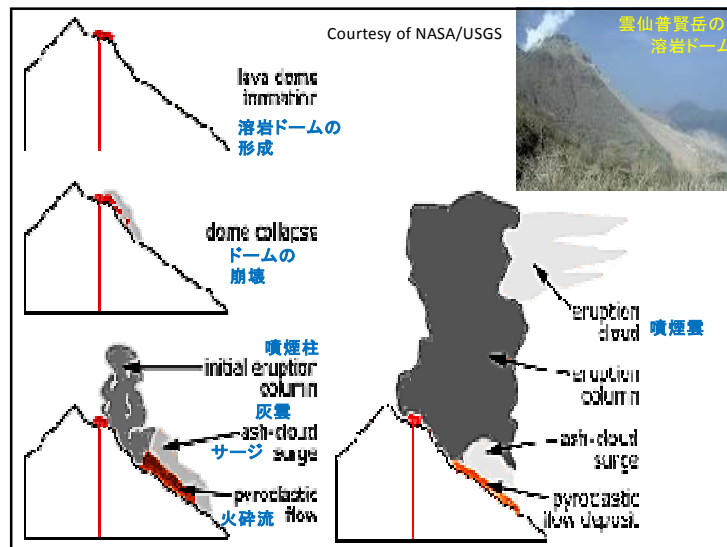 Courtesy of NASA/USGS
雲仙普賢岳の
溶岩ドーム
lava dome
formation
溶岩ドームの
形成
dome collapse
ドームの
崩壊
噴煙柱
initial eruption
column
灰雲
ash-cloud
surge
サージ
pyroclastic
flow
火砕流
eruption
cloud
噴煙雲
eruption
column
ash-cloud
surge
pyroclastic
flow deposit